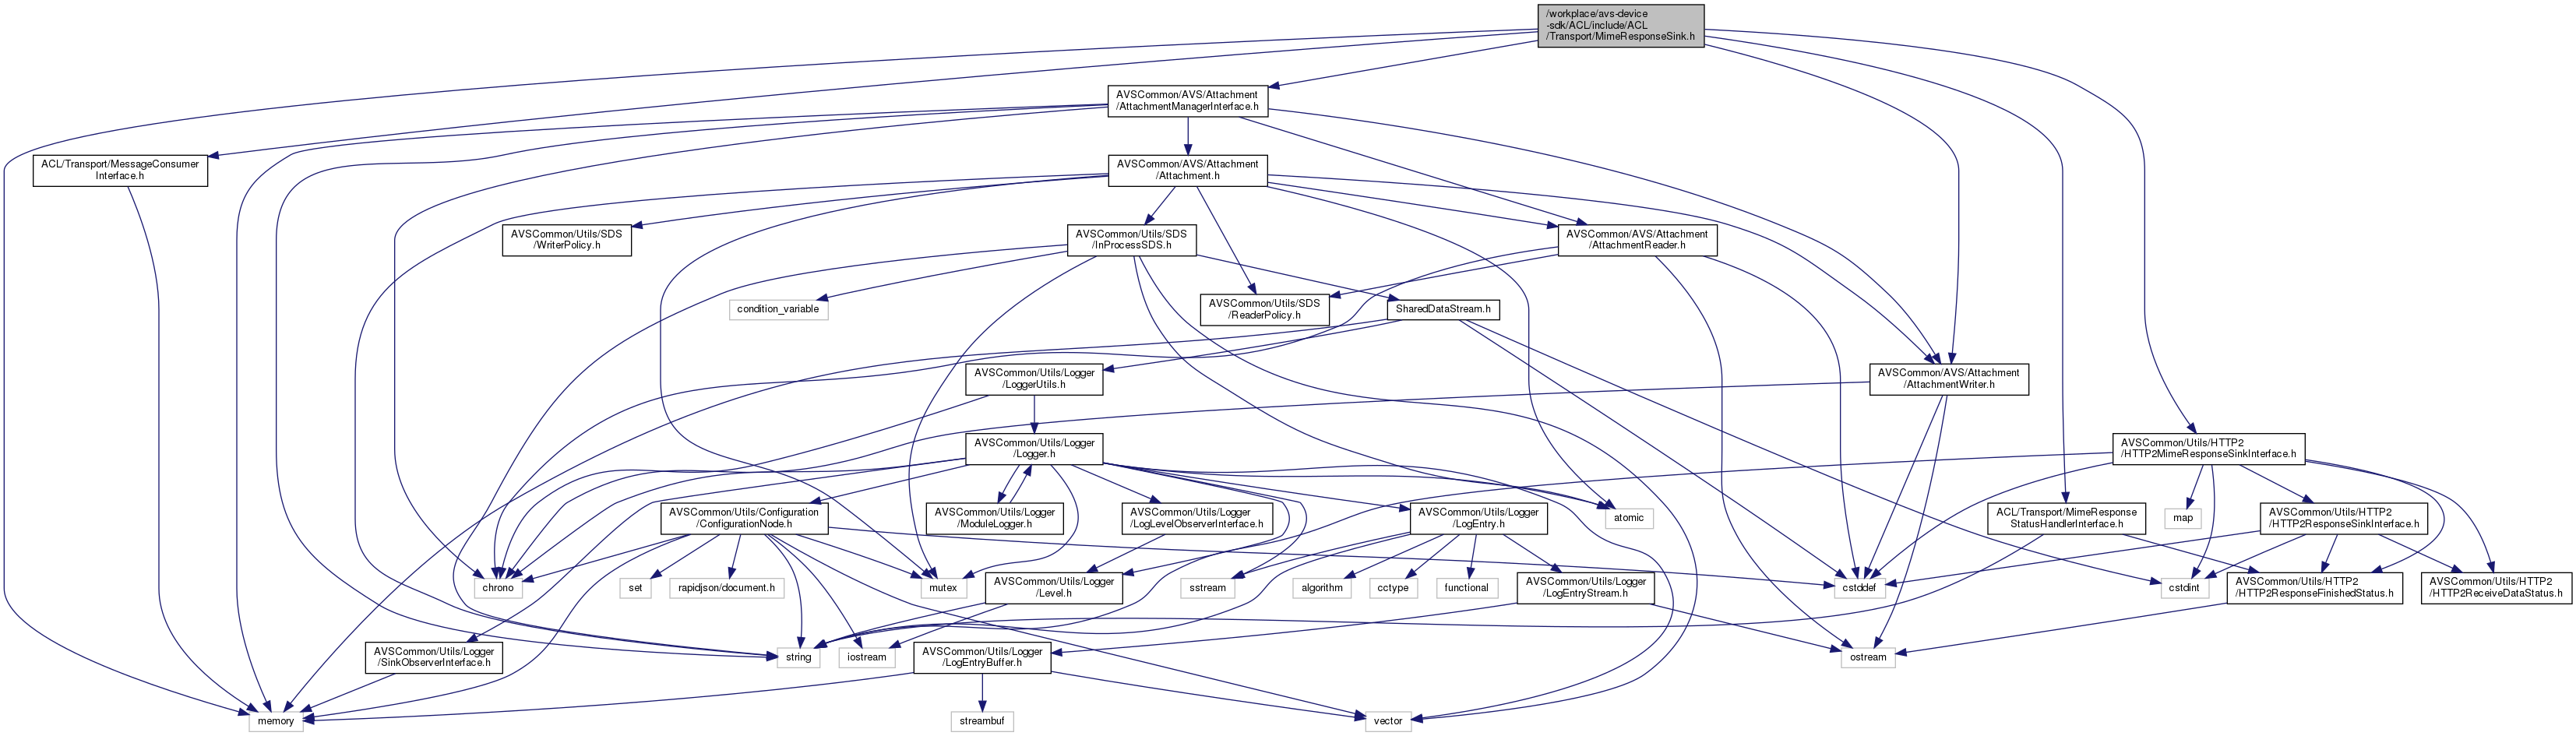 /workplace/avs-device
-sdk/ACL/include/ACL
/Transport/MimeResponseSink.h
AVSCommon/AVS/Attachment
/AttachmentManagerInterface.h
ACL/Transport/MessageConsumer
Interface.h
AVSCommon/AVS/Attachment
/Attachment.h
AVSCommon/Utils/SDS
/WriterPolicy.h
AVSCommon/Utils/SDS
/InProcessSDS.h
AVSCommon/AVS/Attachment
/AttachmentReader.h
condition_variable
AVSCommon/Utils/SDS
/ReaderPolicy.h
SharedDataStream.h
AVSCommon/Utils/Logger
/LoggerUtils.h
AVSCommon/AVS/Attachment
/AttachmentWriter.h
AVSCommon/Utils/Logger
/Logger.h
AVSCommon/Utils/HTTP2
/HTTP2MimeResponseSinkInterface.h
AVSCommon/Utils/Configuration
/ConfigurationNode.h
AVSCommon/Utils/Logger
/ModuleLogger.h
AVSCommon/Utils/Logger
/LogLevelObserverInterface.h
AVSCommon/Utils/Logger
/LogEntry.h
atomic
ACL/Transport/MimeResponse
StatusHandlerInterface.h
map
AVSCommon/Utils/HTTP2
/HTTP2ResponseSinkInterface.h
chrono
set
rapidjson/document.h
mutex
AVSCommon/Utils/Logger
/Level.h
sstream
algorithm
cctype
functional
AVSCommon/Utils/Logger
/LogEntryStream.h
cstddef
cstdint
AVSCommon/Utils/HTTP2
/HTTP2ResponseFinishedStatus.h
AVSCommon/Utils/HTTP2
/HTTP2ReceiveDataStatus.h
AVSCommon/Utils/Logger
/SinkObserverInterface.h
string
iostream
AVSCommon/Utils/Logger
/LogEntryBuffer.h
ostream
memory
streambuf
vector